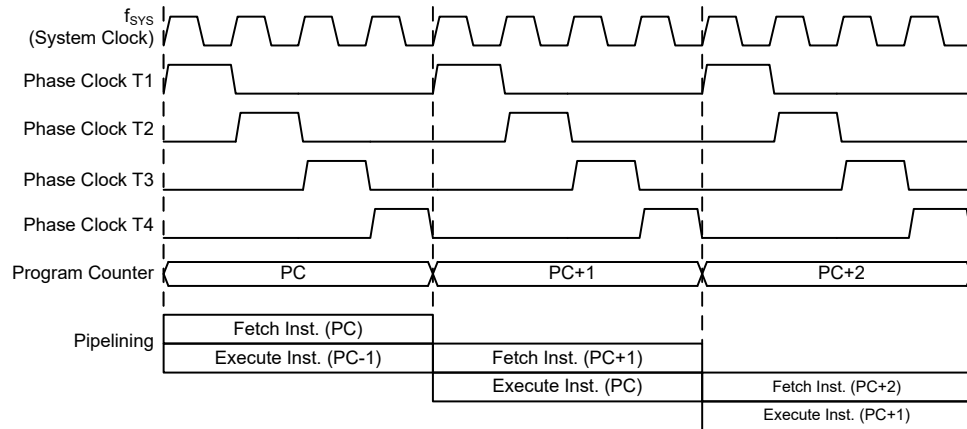 fSYS
(System Clock)
Phase Clock T1
Phase Clock T2
Phase Clock T3
Phase Clock T4
Program Counter PC PC+1 PC+2
Pipelining
Fetch Inst. (PC)
Execute Inst. (PC-1) Fetch Inst. (PC+1)
Execute Inst. (PC) Fetch Inst. (PC+2)
Execute Inst. (PC+1)